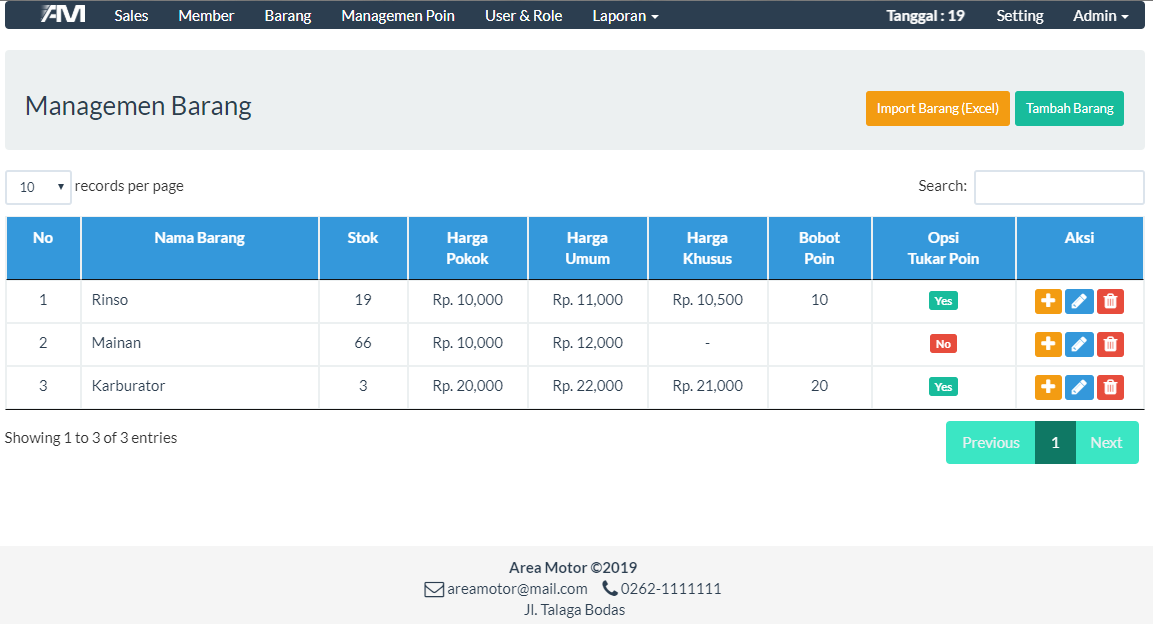 AM Sales Member Barang Managemen Poin User & Role Laporan Tanggal : 19 Setting Admin
Managemen Barang
Import Barang (Excel) Tambah Barang
10 records per page Search:
No Nama Barang Stok Harga Pokok Harga Umum Harga Khusus Bobot Poin Opsi Tukar Poin Aksi
1 Rinso 19 Rp. 10,000 Rp. 11,000 Rp. 10,500 10 Yes
2 Mainan 66 Rp. 10,000 Rp. 12,000 - No
3 Karburator 3 Rp. 20,000 Rp. 22,000 Rp. 21,000 20 Yes
Showing 1 to 3 of 3 entries
Previous 1 Next
Area Motor ©2019
areamotor@mail.com 0262-1111111
Jl. Talaga Bodas